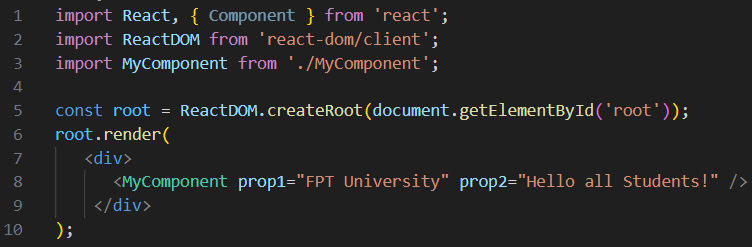 1 import React, { Component } from 'react';
2 import ReactDOM from 'react-dom/client';
3 import MyComponent from './MyComponent';
4
5 const root = ReactDOM.createRoot(document.getElementById('root'));
6 root.render(
7 <div>
8 <MyComponent prop1="FPT University" prop2="Hello all Students!" />
9 </div>
10 );